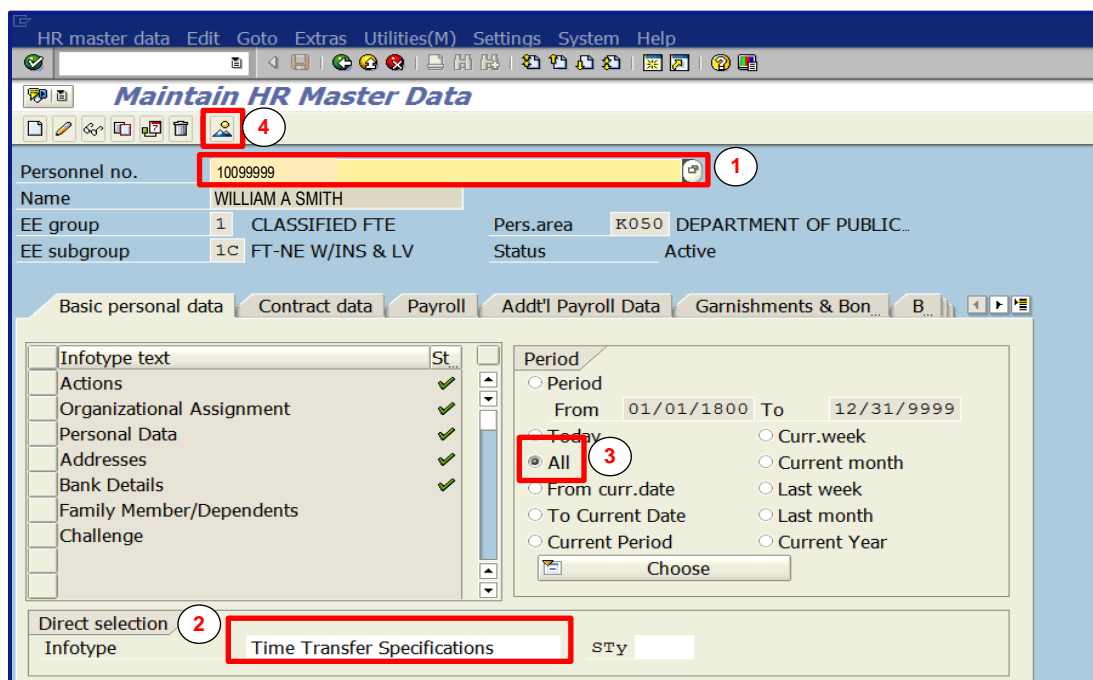 HR master data Edit Goto Extras Utilities(M) Settings System Help
Maintain HR Master Data
4
Personnel no. 10099999 1
Name WILLIAM A SMITH
EE group 1 CLASSIFIED FTE Pers.area K050 DEPARTMENT OF PUBLIC...
EE subgroup 1C FT-NE W/INS & LV Status Active
Basic personal data Contract data Payroll Addt'l Payroll Data Garnishments & Bon... B...
Infotype text St...
Actions
Organizational Assignment
Personal Data
Addresses
Bank Details
Family Member/Dependents
Challenge
Period
Period
From 01/01/1800 To 12/31/9999
Today Curr.week
All 3 Current month
From curr.date Last week
To Current Date Last month
Current Period Current Year
Choose
Direct selection 2
Infotype Time Transfer Specifications STy